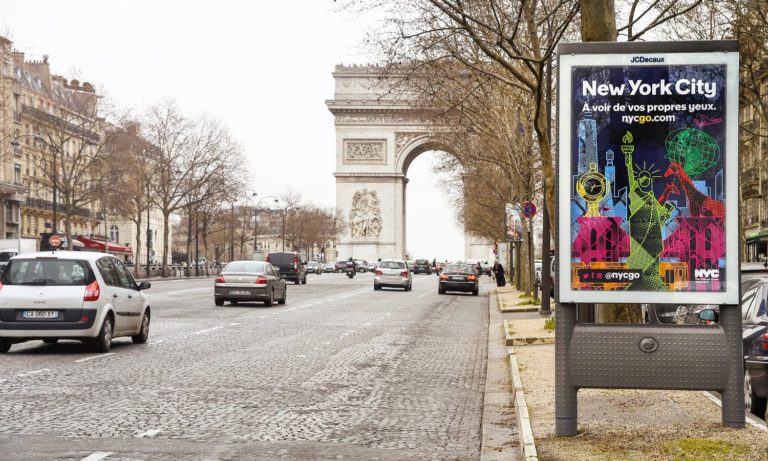 JCDecaux
New York City
À voir de vos propres yeux.
nycgo.com
@nycgo
NYC